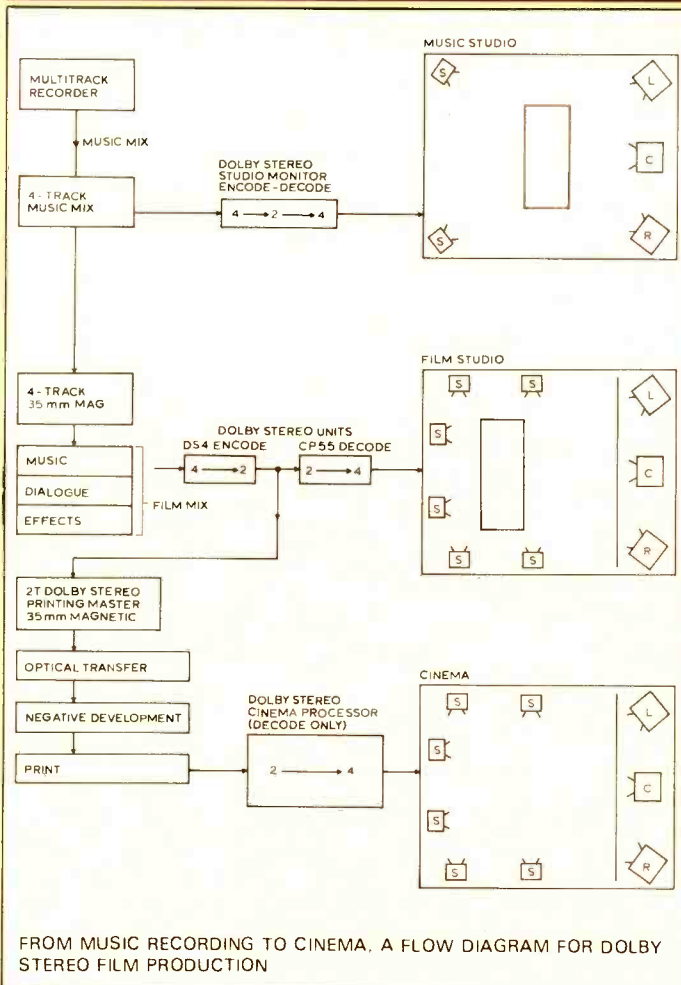 MUSIC STUDIO
MULTITRACK
RECORDER
S
L
MUSIC MIX
DOLBY STEREO
STUDIO MONITOR
ENCODE-DECODE
4-TRACK
MUSIC MIX
4 → 2 → 4
C
S
R
FILM STUDIO
4-TRACK
35 mm MAG
S
S
L
DOLBY STEREO UNITS
DS4 ENCODE
CP55 DECODE
MUSIC
DIALOGUE
EFFECTS
FILM MIX
4 → 2
2 → 4
S
C
S
S
S
R
2T DOLBY STEREO
PRINTING MASTER
35mm MAGNETIC
OPTICAL TRANSFER
NEGATIVE DEVELOPMENT
PRINT
DOLBY STEREO
CINEMA PROCESSOR
(DECODE ONLY)
2 → 4
CINEMA
S
S
L
S
C
S
S
S
R
FROM MUSIC RECORDING TO CINEMA, A FLOW DIAGRAM FOR DOLBY
STEREO FILM PRODUCTION